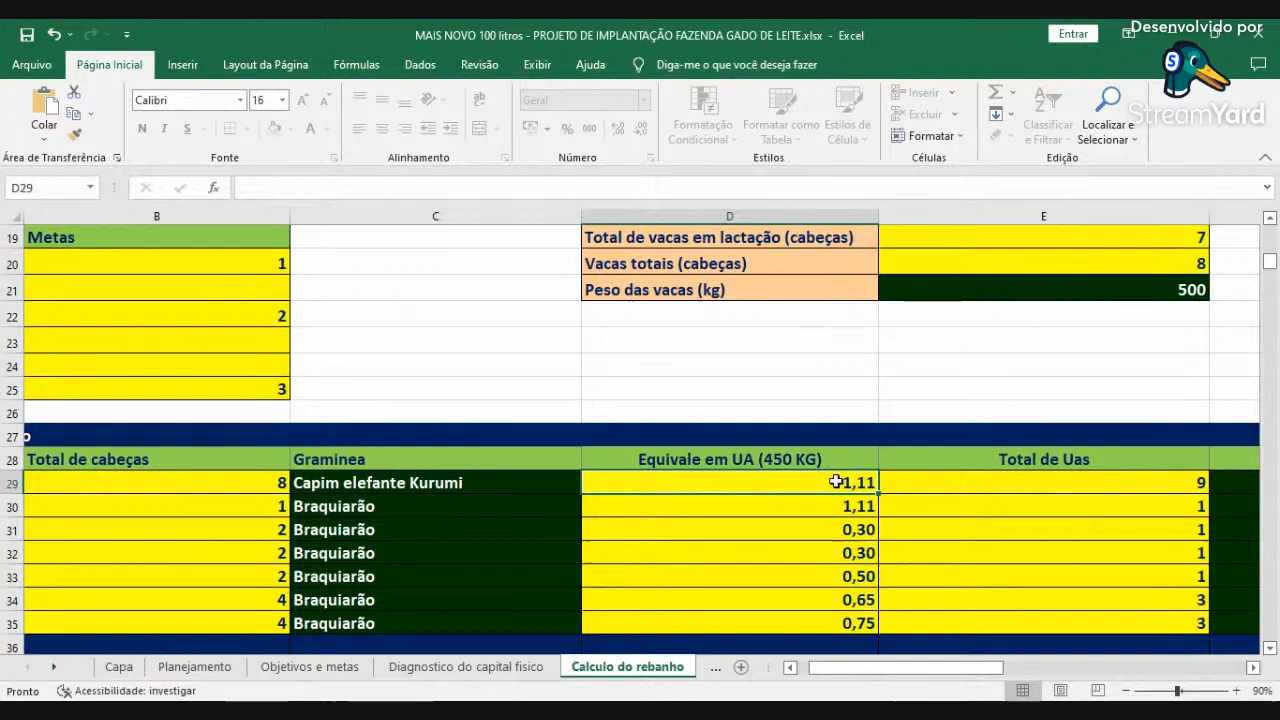 Desenvolvido por
StreamYard
MAIS NOVO 100 litros - PROJETO DE IMPLANTAÇÃO FAZENDA GADO DE LEITE.xlsx - Excel
Entrar
Arquivo Página Inicial Inserir Layout da Página Fórmulas Dados Revisão Exibir Ajuda Diga-me o que você deseja fazer
Colar
Calibri 16
N I S
Geral
% 000
Formatação Condicional
Formatar como Tabela
Estilos de Célula
Inserir
Excluir
Formatar
Classificar e Filtrar
Localizar e Selecionar
Área de Transferência Fonte Alinhamento Número Estilos Células Edição
D29 fx
B C D E
19 Metas Total de vacas em lactação (cabeças) 7
20 1 Vacas totais (cabeças) 8
21 Peso das vacas (kg) 500
22 2
23
24
25 3
26
27 o
28 Total de cabeças Graminea Equivale em UA (450 KG) Total de Uas
29 8 Capim elefante Kurumi 1,11 9
30 1 Braquiarão 1,11 1
31 2 Braquiarão 0,30 1
32 2 Braquiarão 0,30 1
33 2 Braquiarão 0,50 1
34 4 Braquiarão 0,65 3
35 4 Braquiarão 0,75 3
36
Capa Planejamento Objetivos e metas Diagnostico do capital fisico Calculo do rebanho ...
Pronto Acessibilidade: investigar 90%